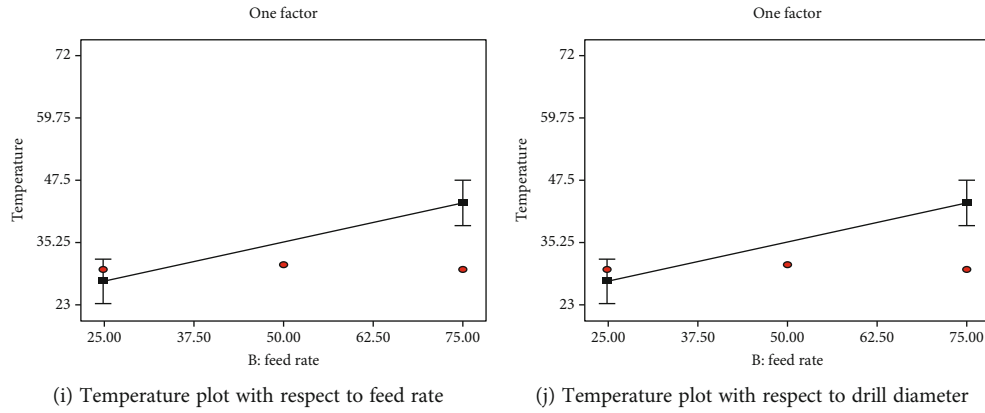 One factor
72
59.75
47.5
35.25
23
Temperature
25.00 37.50 50.00 62.50 75.00
B: feed rate
(i) Temperature plot with respect to feed rate
One factor
72
59.75
47.5
35.25
23
Temperature
25.00 37.50 50.00 62.50 75.00
B: feed rate
(j) Temperature plot with respect to drill diameter